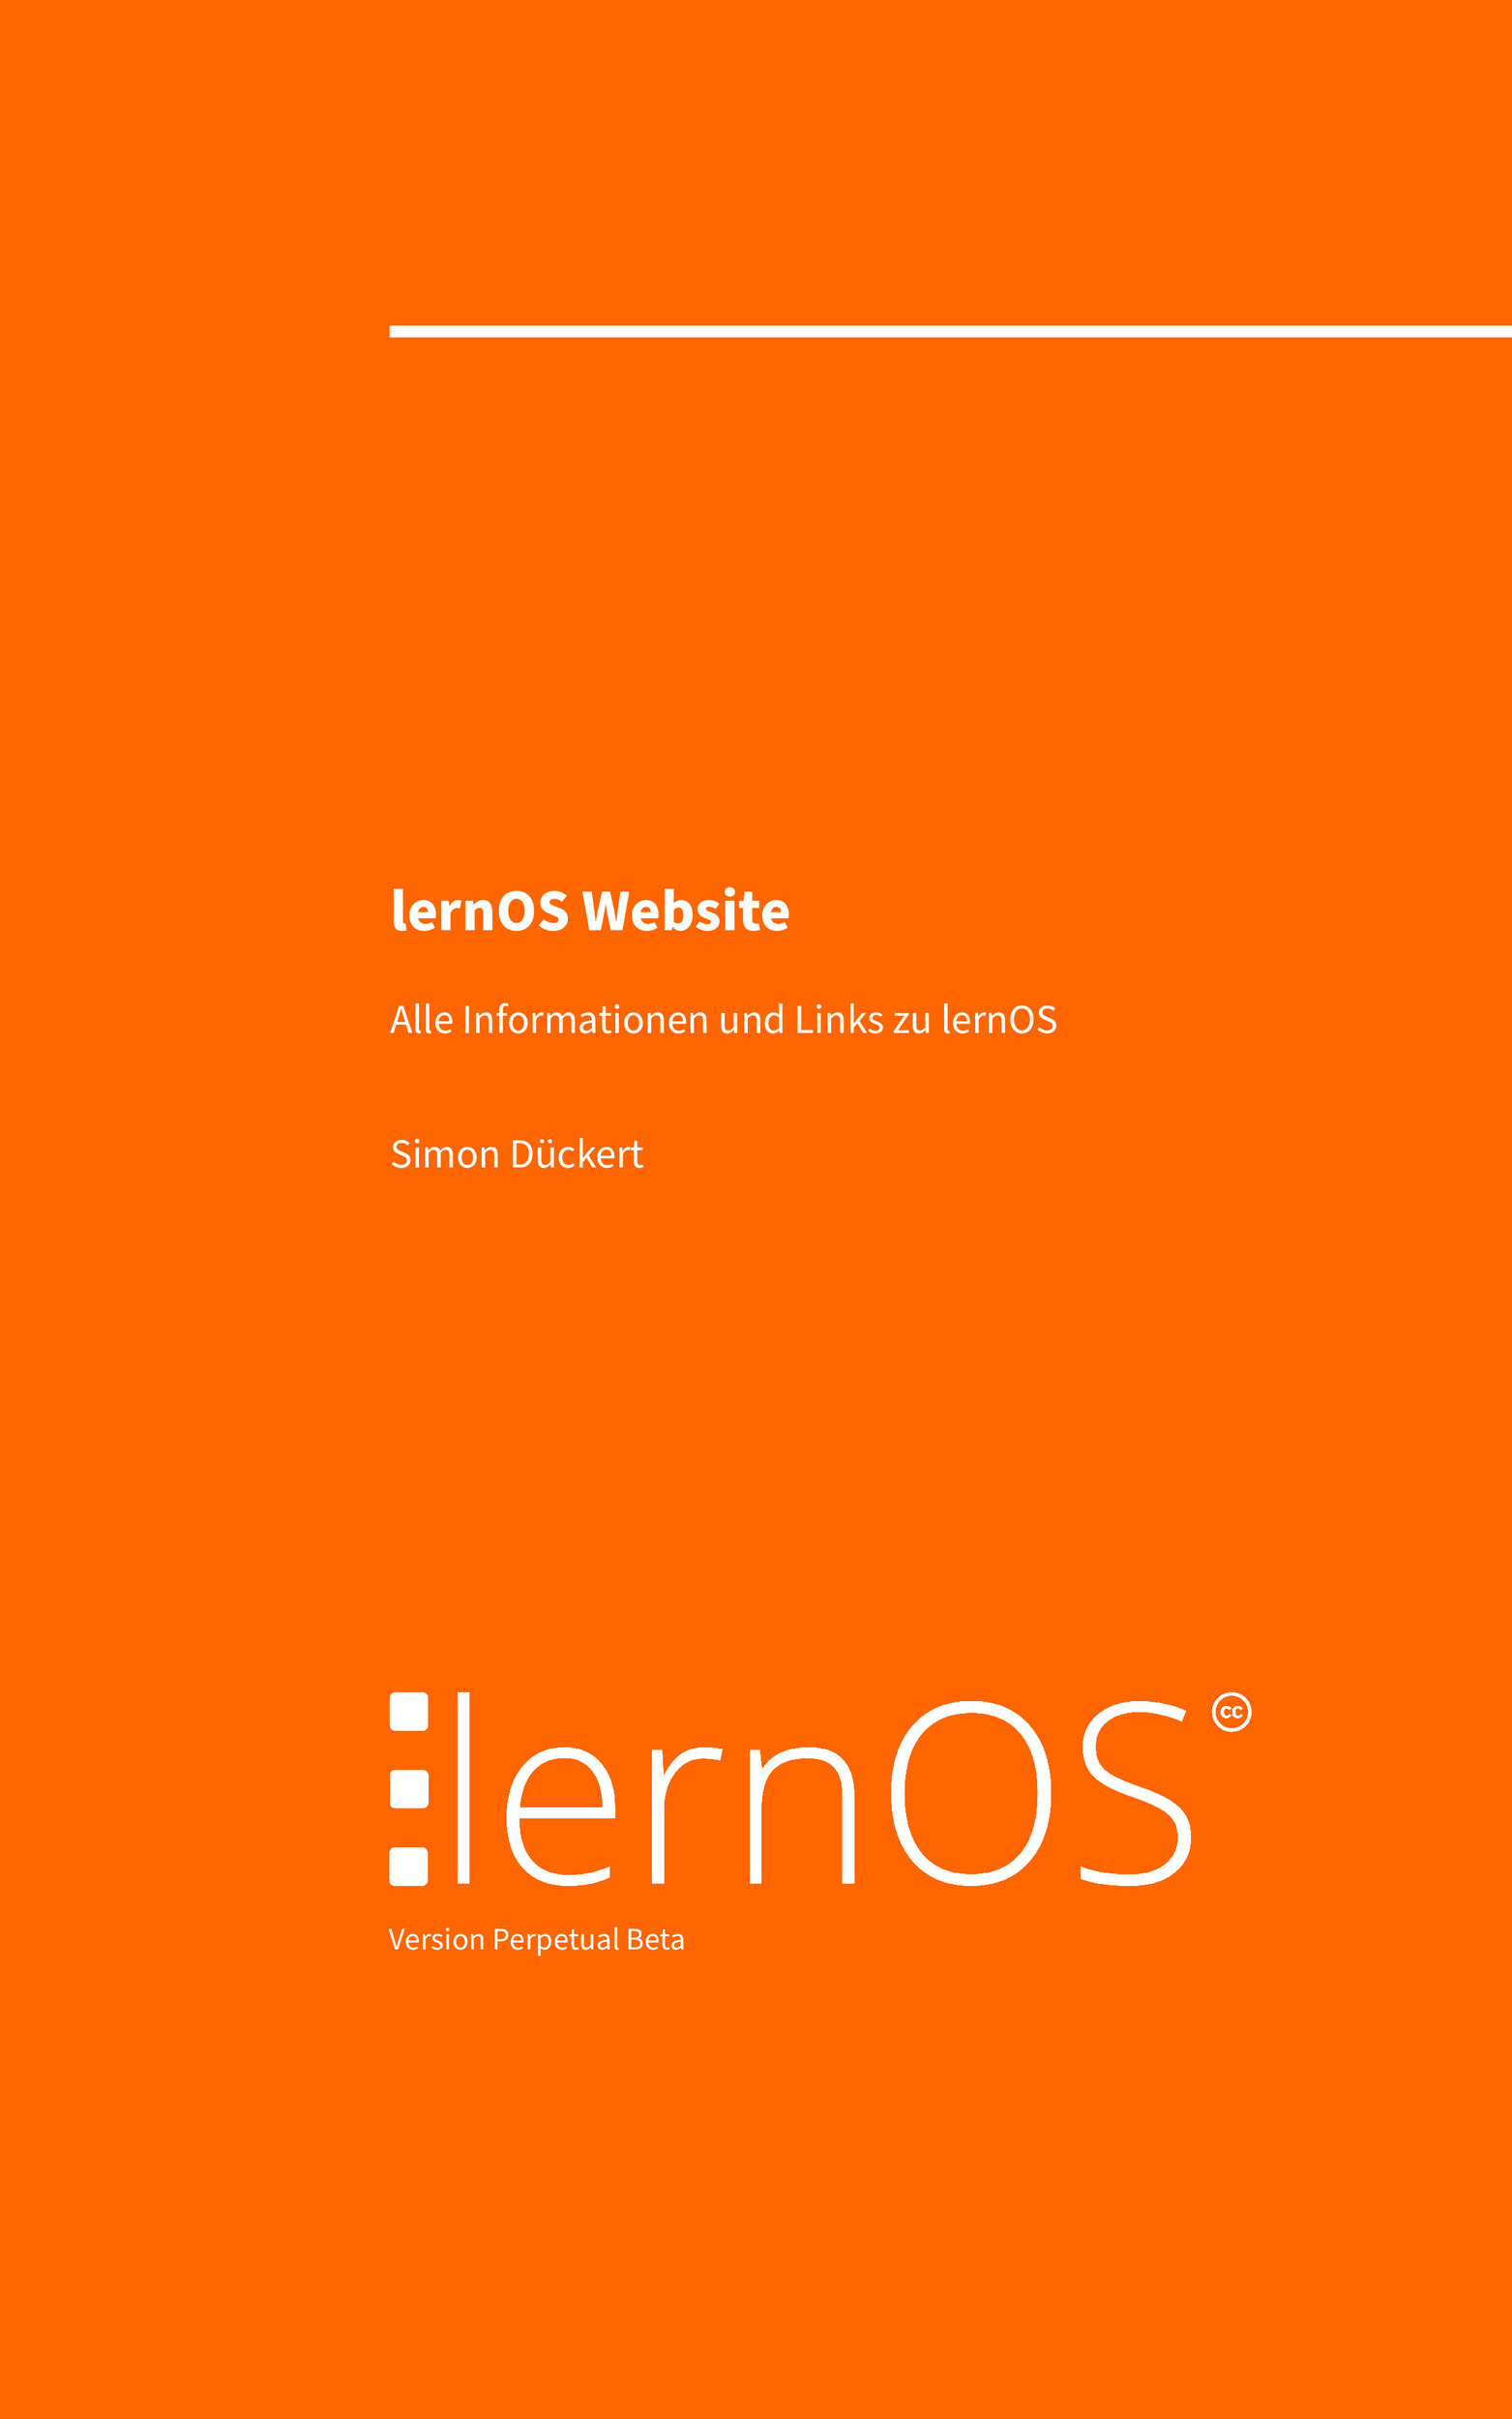 lernOS Website
Alle Informationen und Links zu lernOS
Simon Dückert
lernOS cc
Version Perpetual Beta